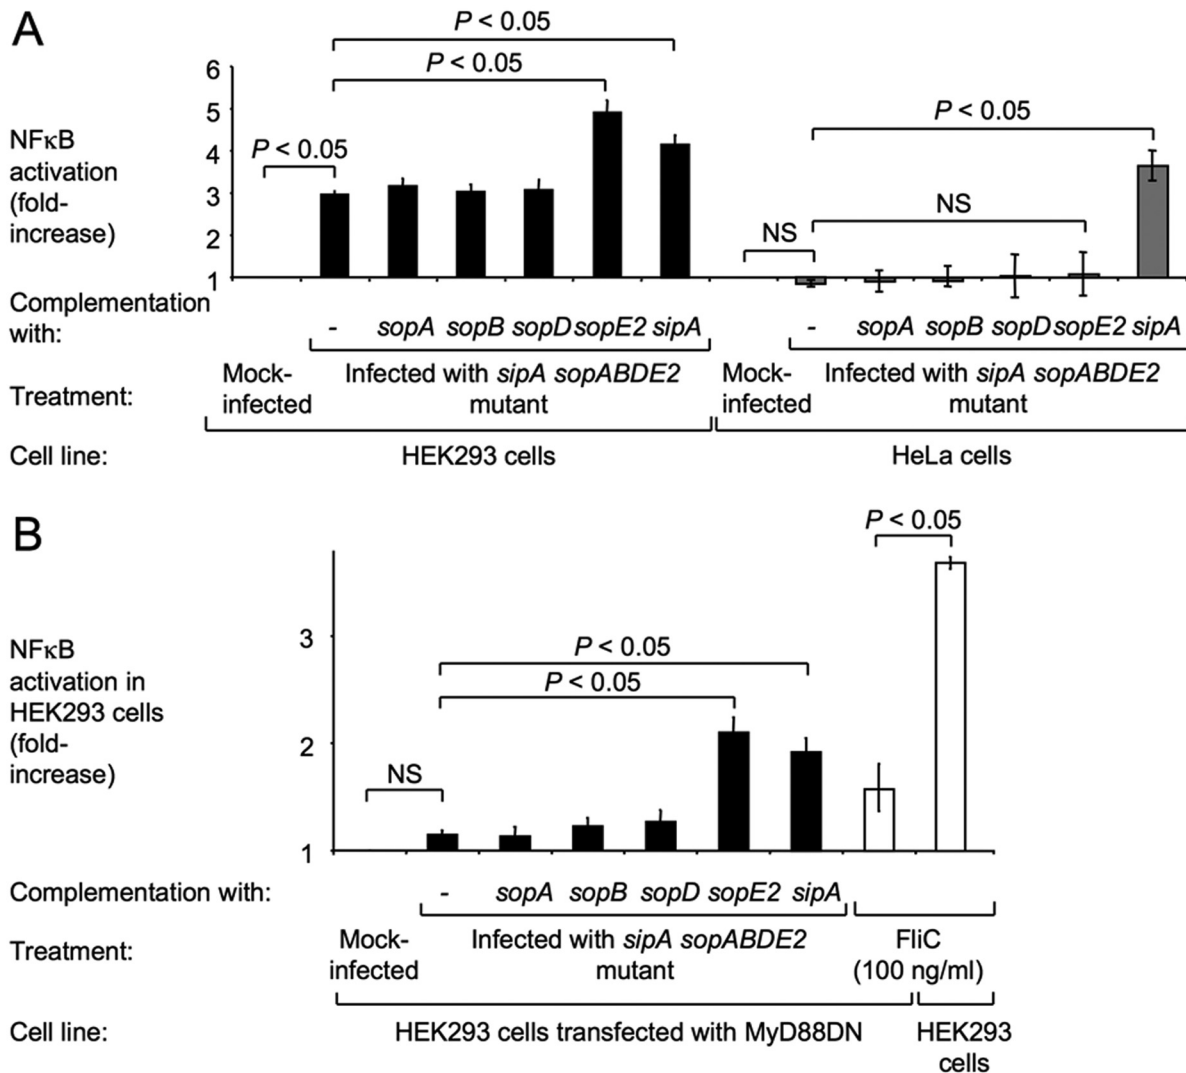 A
P < 0.05
P < 0.05
6
5
4
3
2
1
NFκB
activation
(fold-
increase)
P < 0.05
P < 0.05
NS
NS
Complementation
with:
- sopA sopB sopD sopE2 sipA
- sopA sopB sopD sopE2 sipA
Treatment:
Mock-
infected
Infected with sipA sopABDE2
mutant
Mock-
infected
Infected with sipA sopABDE2
mutant
Cell line:
HEK293 cells
HeLa cells
B
P < 0.05
3
2
1
NFκB
activation in
HEK293 cells
(fold-
increase)
P < 0.05
P < 0.05
NS
Complementation with:
- sopA sopB sopD sopE2 sipA
Treatment:
Mock-
infected
Infected with sipA sopABDE2
mutant
FliC
(100 ng/ml)
Cell line:
HEK293 cells transfected with MyD88DN
HEK293
cells